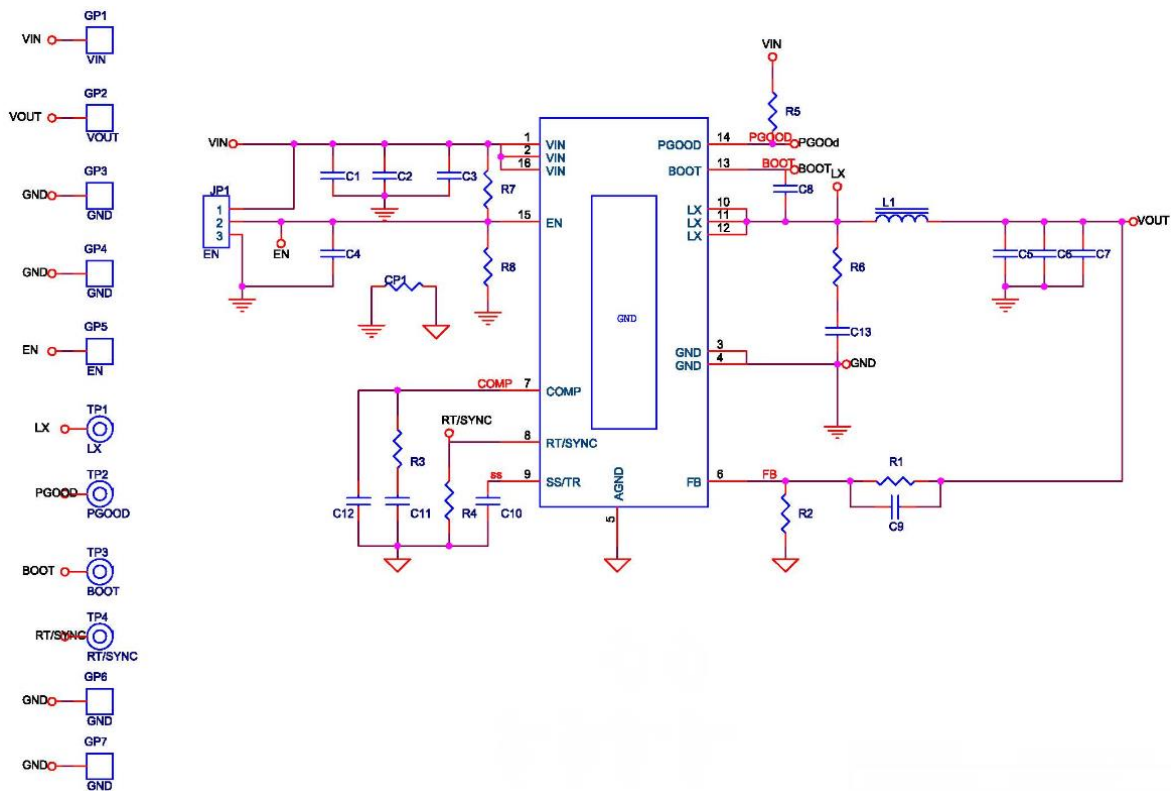 GP1
VIN
VIN
GP2
VOUT
VOUT
GP3
GND
GND
GP4
GND
GND
GP5
EN
EN
TP1
LX
LX
TP2
PGOOD
PGOOD
TP3
BOOT
BOOT
TP4
RT/SYNC
RT/SYNC
GP6
GND
GND
GP7
GND
GND
VIN
JP1
1
2
3
EN
EN
C1
C2
C3
C4
R7
R8
CP1
COMP
RT/SYNC
ss
R3
R4
C12
C11
C10
1 VIN
2 VIN
16 VIN
15 EN
7 COMP
8 RT/SYNC
9 SS/TR
GND
AGND
5
PGOOD 14
BOOT 13
LX 10
LX 11
LX 12
GND 3
GND 4
FB 6
VIN
R5
PGOOD
PGOOd
BOOT
BOOT
LX
C8
L1
VOUT
R6
C5
C6
C7
C13
GND
FB
R1
R2
C9